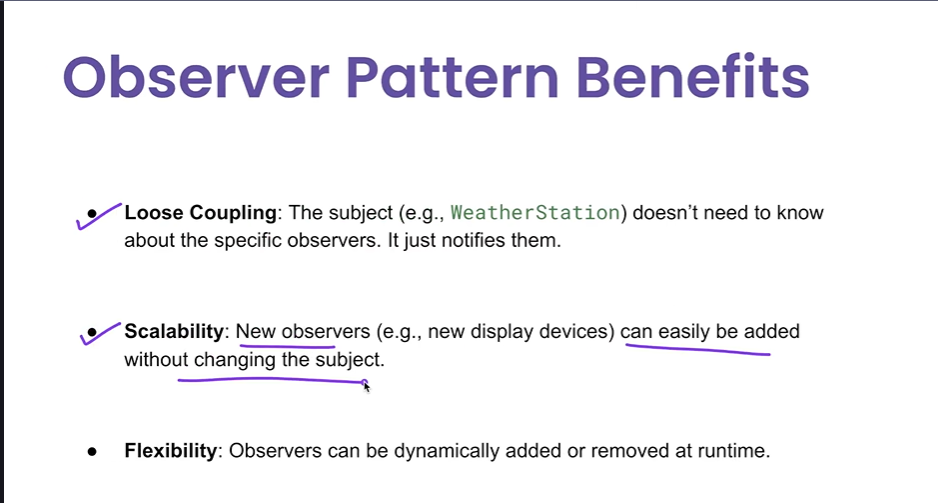 Observer Pattern Benefits
● Loose Coupling: The subject (e.g., WeatherStation) doesn’t need to know
about the specific observers. It just notifies them.
● Scalability: New observers (e.g., new display devices) can easily be added
without changing the subject.
● Flexibility: Observers can be dynamically added or removed at runtime.